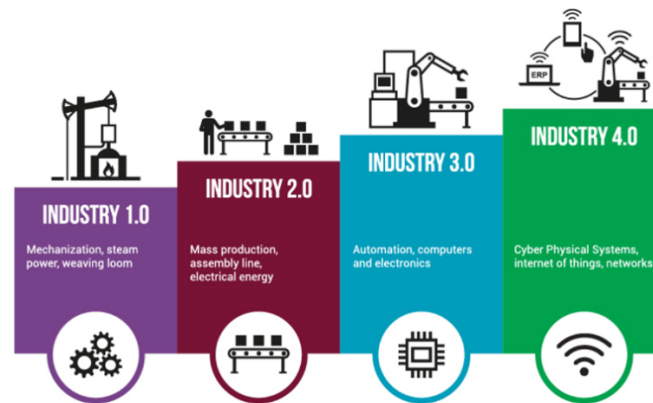 ERP
INDUSTRY 1.0
Mechanization, steam
power, weaving loom
INDUSTRY 2.0
Mass production,
assembly line,
electrical energy
INDUSTRY 3.0
Automation, computers
and electronics
INDUSTRY 4.0
Cyber Physical Systems,
internet of things, networks